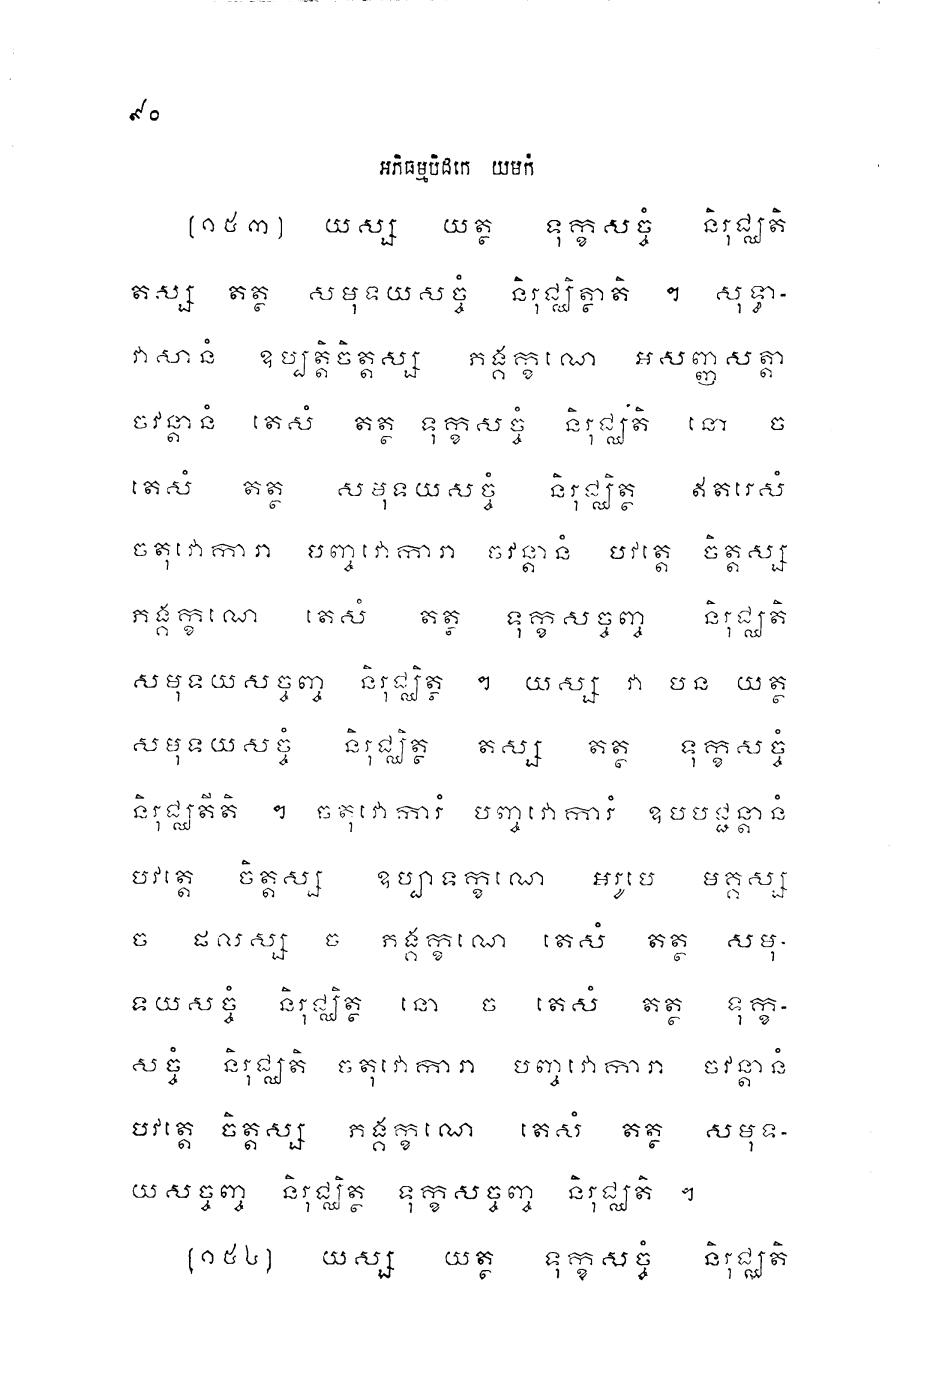 ៩០
អភិធម្មបិដកេ យមកំ
[១៥៣] យស្ស យត្ថ ទុក្ខសច្ចំ និរុជ្ឈតិ
តស្ស តត្ថ សមុទយសច្ចំ និរុជ្ឈិត្ថាតិ ។ សុទ្ធា-
វាសានំ ឧប្បត្តិចិត្តស្ស ភង្គក្ខណេ អសញ្ញសត្តា
ចវន្តានំ តេសំ តត្ថ ទុក្ខសច្ចំ និរុជ្ឈតិ នោ ច
តេសំ តត្ថ សមុទយសច្ចំ និរុជ្ឈិត្ថ ឥតរេសំ
ចតុវោការា បញ្ចវោការា ចវន្តានំ បវត្តេ ចិត្តស្ស
ភង្គក្ខណេ តេសំ តត្ថ ទុក្ខសច្ចញ្ច និរុជ្ឈតិ
សមុទយសច្ចញ្ច និរុជ្ឈិត្ថ ។ យស្ស វា បន យត្ថ
សមុទយសច្ចំ និរុជ្ឈិត្ថ តស្ស តត្ថ ទុក្ខសច្ចំ
និរុជ្ឈតីតិ ។ ចតុវោការំ បញ្ចវោការំ ឧបបជ្ជន្តានំ
បវត្តេ ចិត្តស្ស ឧប្បាទក្ខណេ អរូបេ មគ្គស្ស
ច ផលស្ស ច ភង្គក្ខណេ តេសំ តត្ថ សមុ-
ទយសច្ចំ និរុជ្ឈិត្ថ នោ ច តេសំ តត្ថ ទុក្ខ-
សច្ចំ និរុជ្ឈតិ ចតុវោការា បញ្ចវោការា ចវន្តានំ
បវត្តេ ចិត្តស្ស ភង្គក្ខណេ តេសំ តត្ថ សមុទ-
យសច្ចញ្ច និរុជ្ឈិត្ថ ទុក្ខសច្ចញ្ច និរុជ្ឈតិ ។
[១៥៤] យស្ស យត្ថ ទុក្ខសច្ចំ និរុជ្ឈតិ